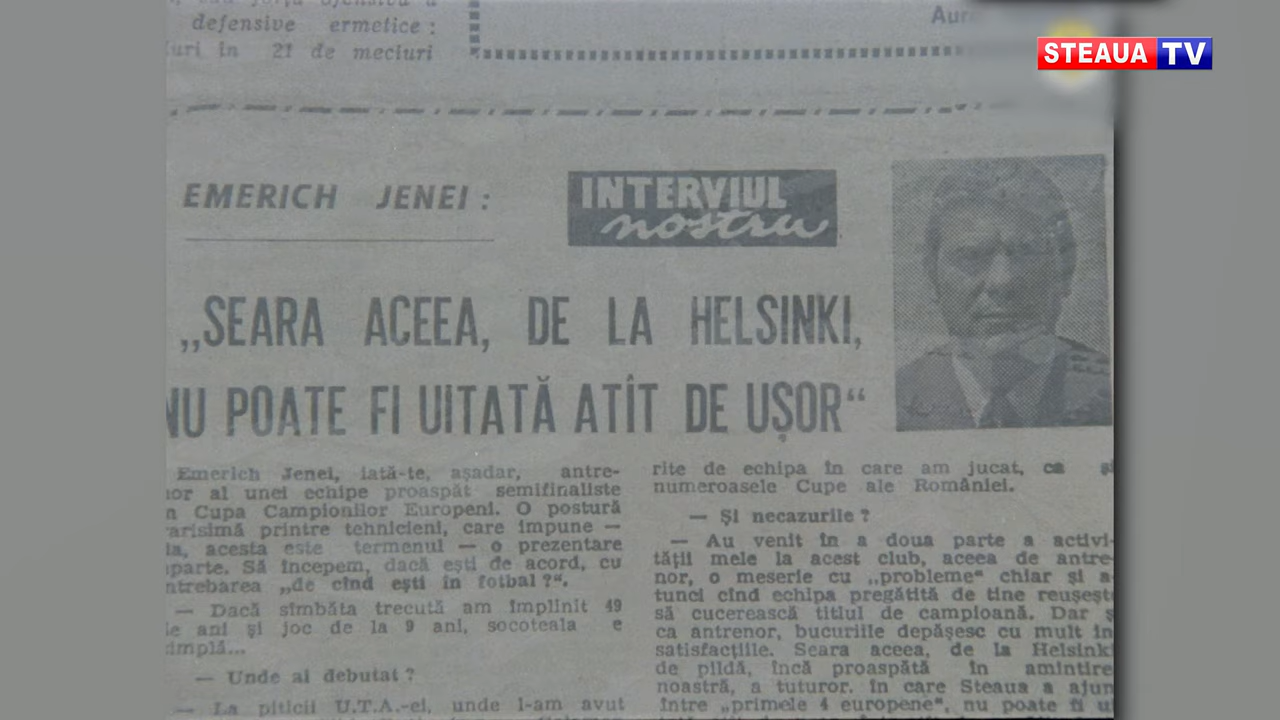 defensive ermetice :
uri în 21 de meciuri
STEAUA TV
EMERICH JENEI :
INTERVIUL
nostru
„SEARA ACEEA, DE LA HELSINKI,
NU POATE FI UITATĂ ATÎT DE UȘOR“
Emerich Jenei, iată-te, așadar, antre-
nor al unei echipe proaspăt semifinaliste
în Cupa Campionilor Europeni. O postură
rarisimă printre tehnicieni, care impune —
da, acesta este termenul — o prezentare
aparte. Să începem, dacă ești de acord, cu
întrebarea „de cînd ești în fotbal ?“.
— Dacă sîmbăta trecută am împlinit 49
de ani și joc de la 9 ani, socoteala e
simplă...
— Unde ai debutat ?
— La piticii U.T.A.-ei, unde l-am avut
rite de echipa în care am jucat, ca și
numeroasele Cupe ale României.
— Și necazurile ?
— Au venit în a doua parte a activi-
tății mele la acest club, aceea de antre-
nor, o meserie cu „probleme“ chiar și a-
tunci cînd echipa pregătită de tine reușește
să cucerească titlul de campioană. Dar ș
ca antrenor, bucuriile depășesc cu mult in
satisfacțiile. Seara aceea, de la Helsinki
de pildă, încă proaspătă în amintirea
noastră, a tuturor, în care Steaua a ajun
între „primele 4 europene“, nu poate fi u